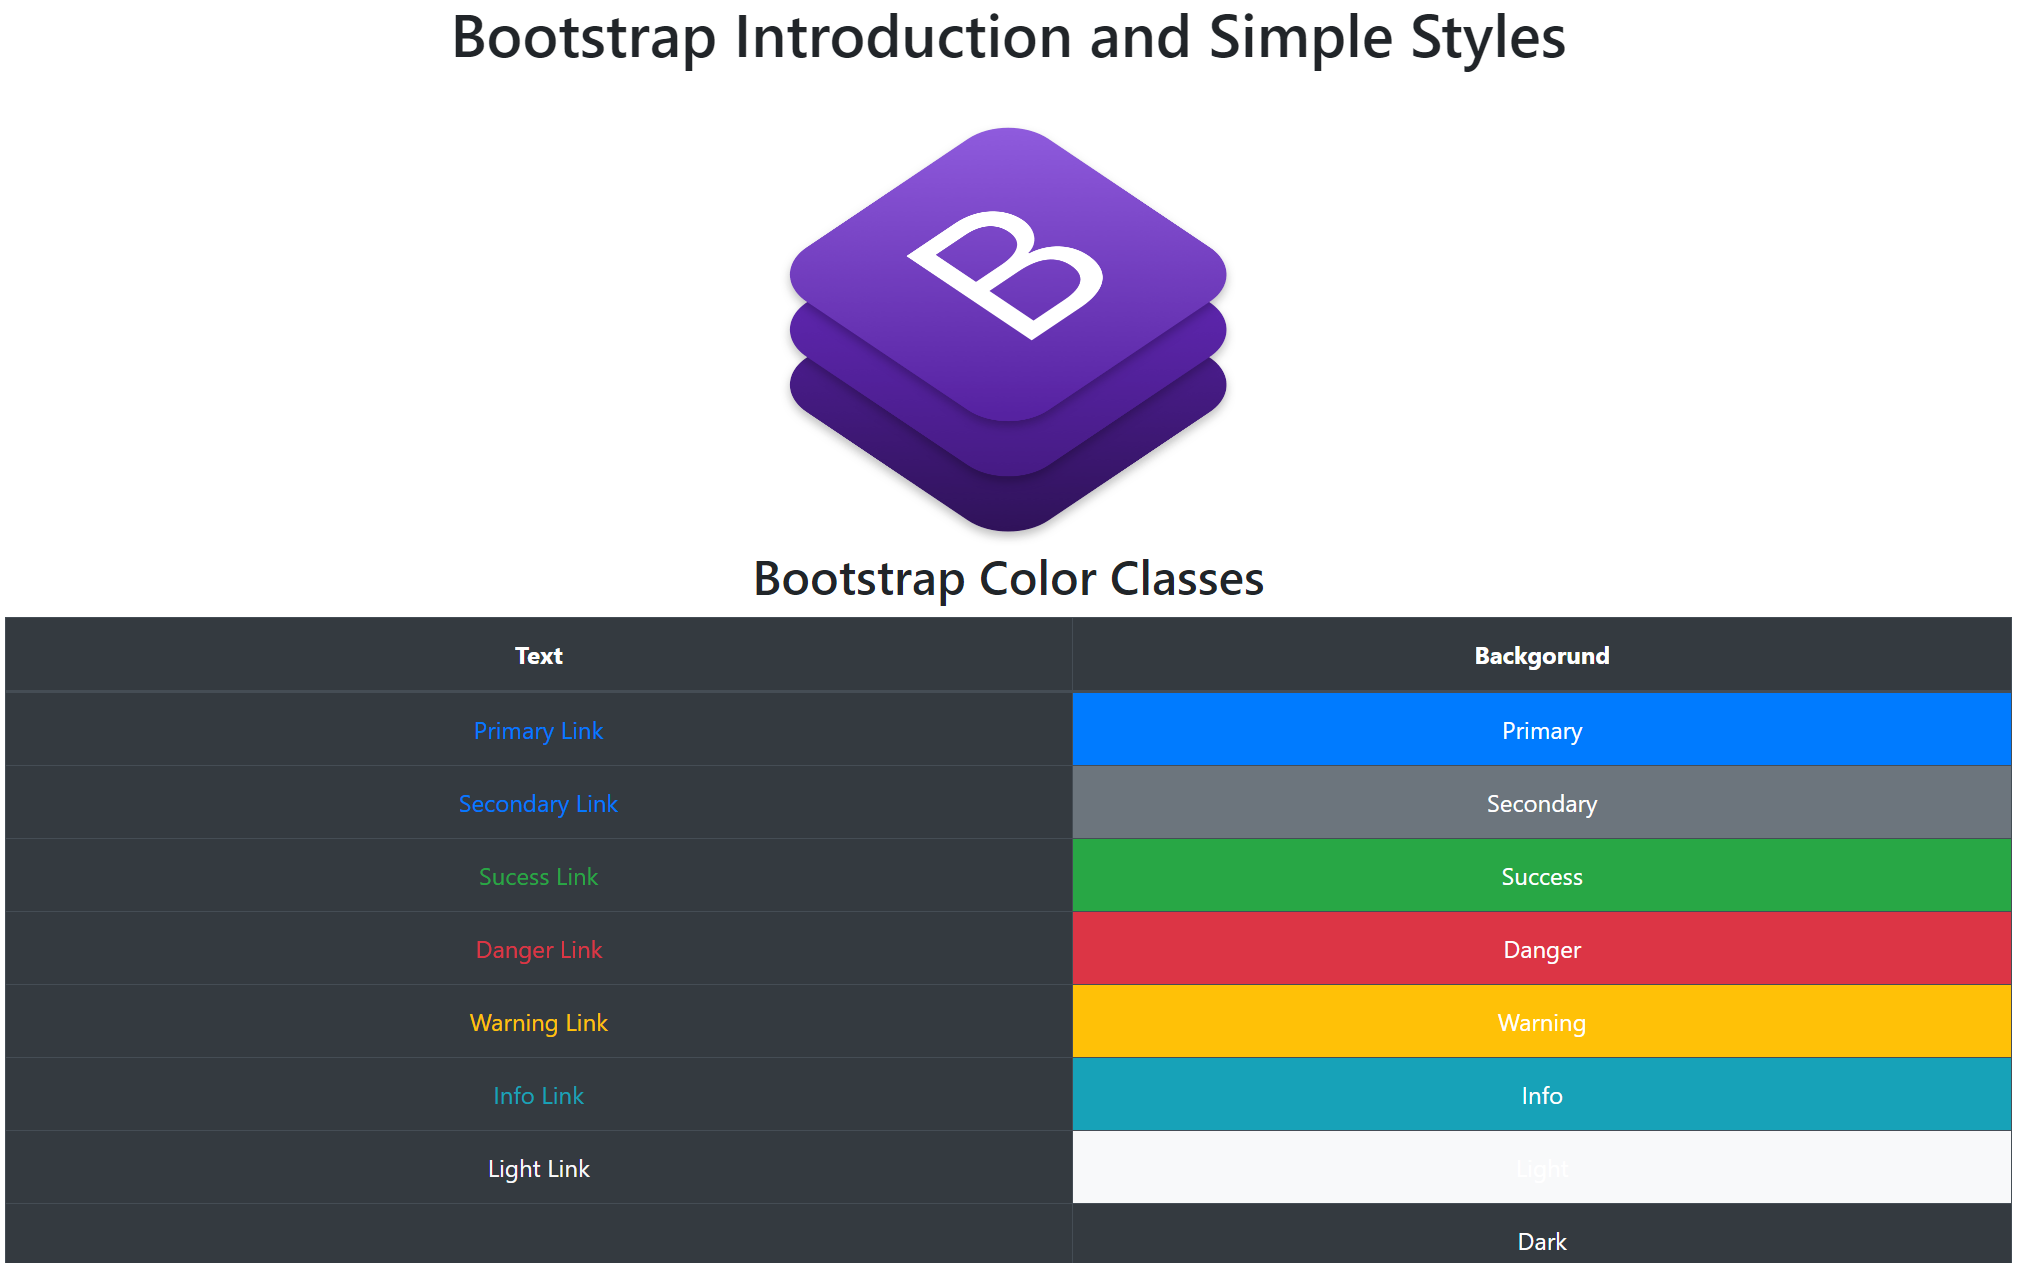 Bootstrap Introduction and Simple Styles
B
Bootstrap Color Classes
Text Backgorund
Primary Link Primary
Secondary Link Secondary
Sucess Link Success
Danger Link Danger
Warning Link Warning
Info Link Info
Light Link Light
Dark